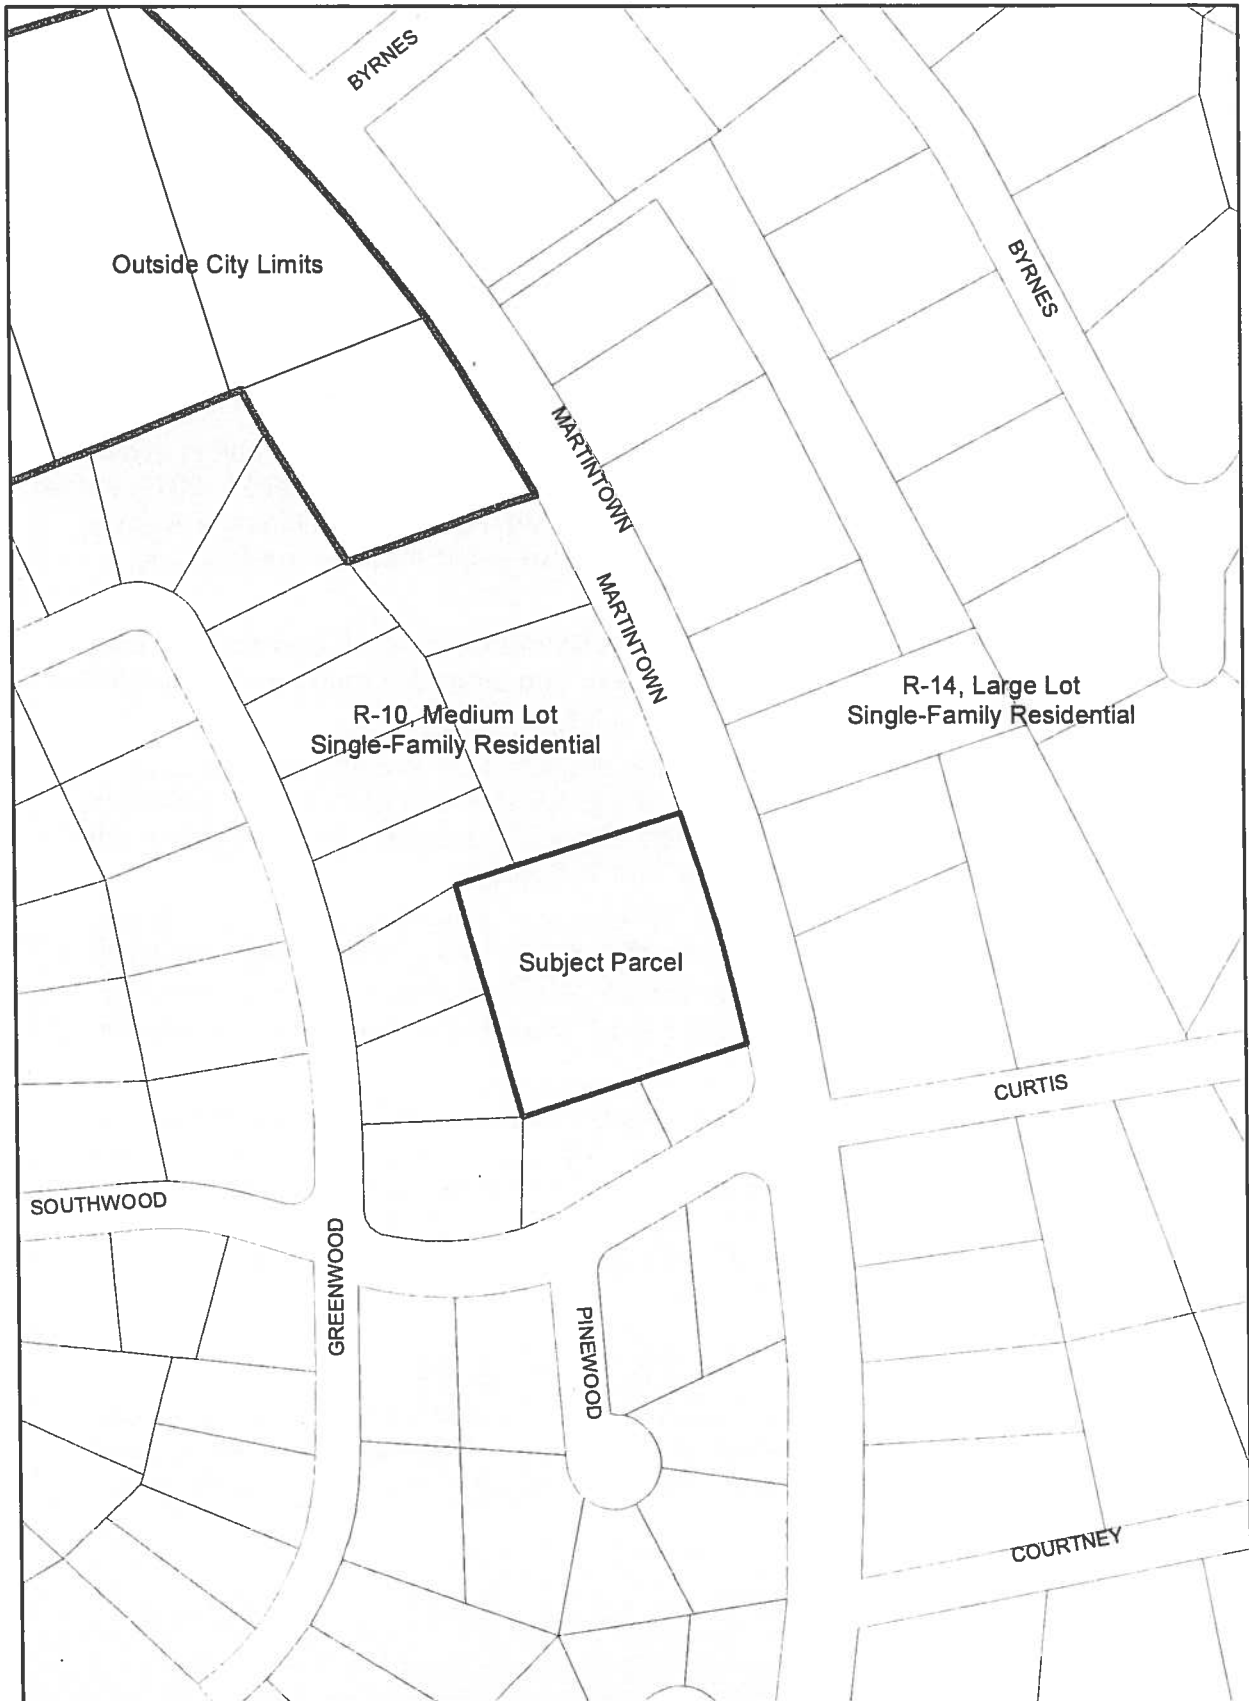 BYRNES
Outside City Limits
BYRNES
MARTINTOWN
MARTINTOWN
R-10, Medium Lot
Single-Family Residential
R-14, Large Lot
Single-Family Residential
Subject Parcel
CURTIS
SOUTHWOOD
GREENWOOD
PINEWOOD
COURTNEY